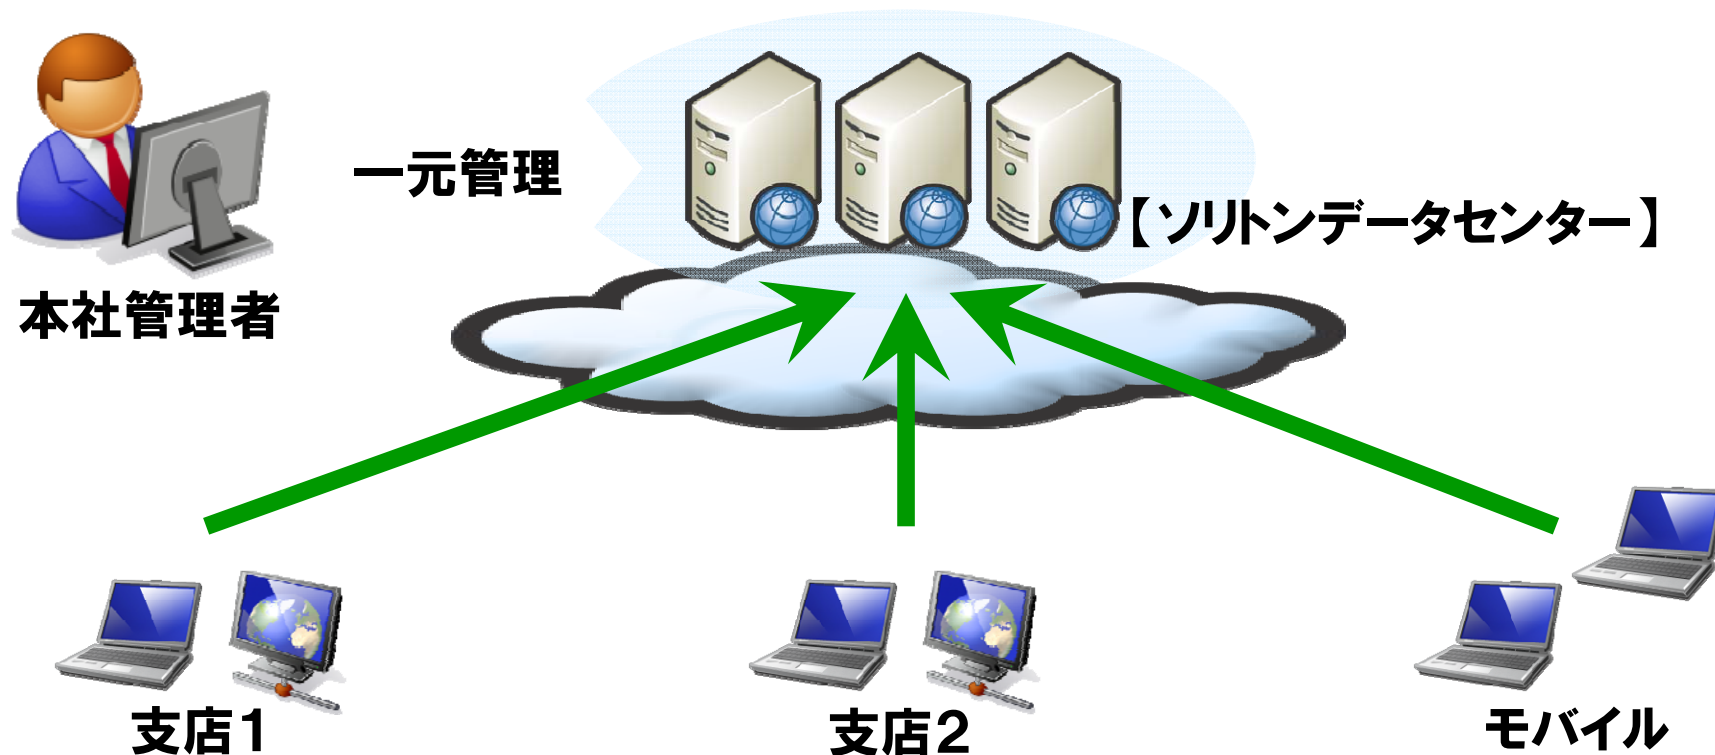 一元管理
【ソリトンデータセンター】
本社管理者
支店1
支店2
モバイル